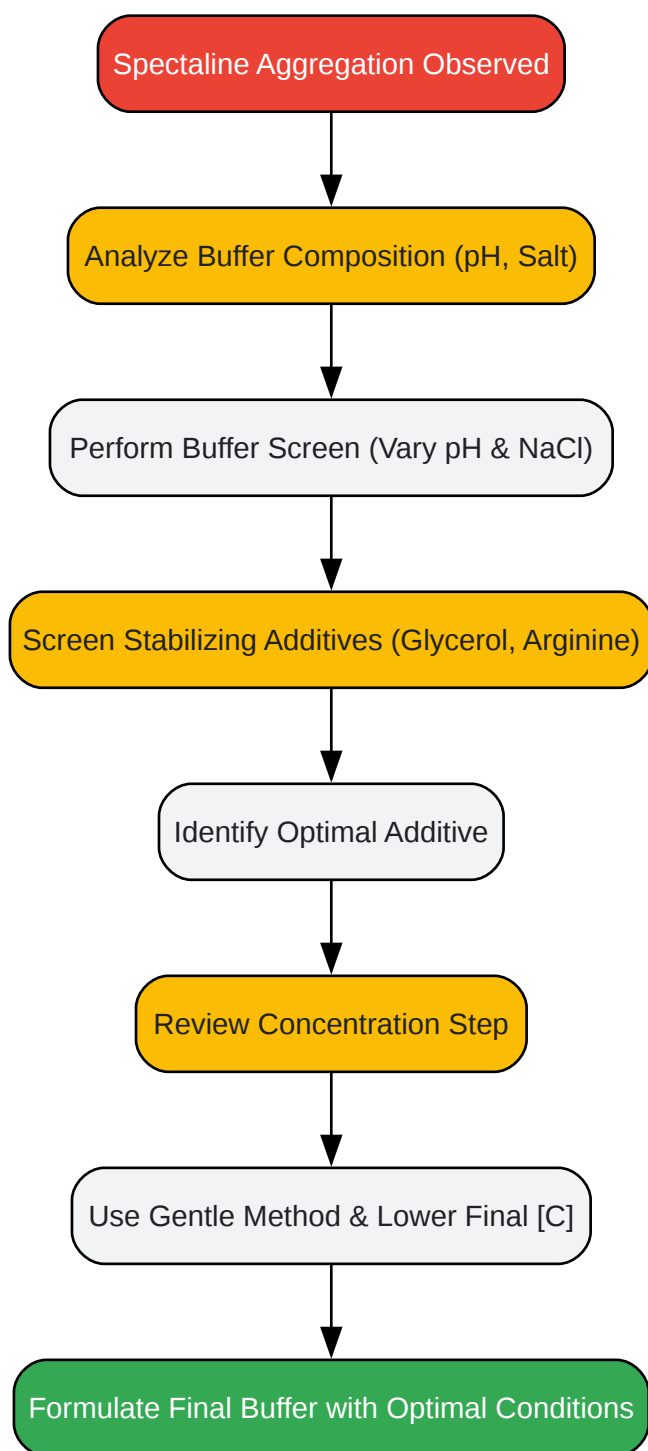 Spectaline Aggregation Observed
Analyze Buffer Composition (pH, Salt)
Perform Buffer Screen (Vary pH & NaCl)
Screen Stabilizing Additives (Glycerol, Arginine)
Identify Optimal Additive
Review Concentration Step
Use Gentle Method & Lower Final [C]
Formulate Final Buffer with Optimal Conditions